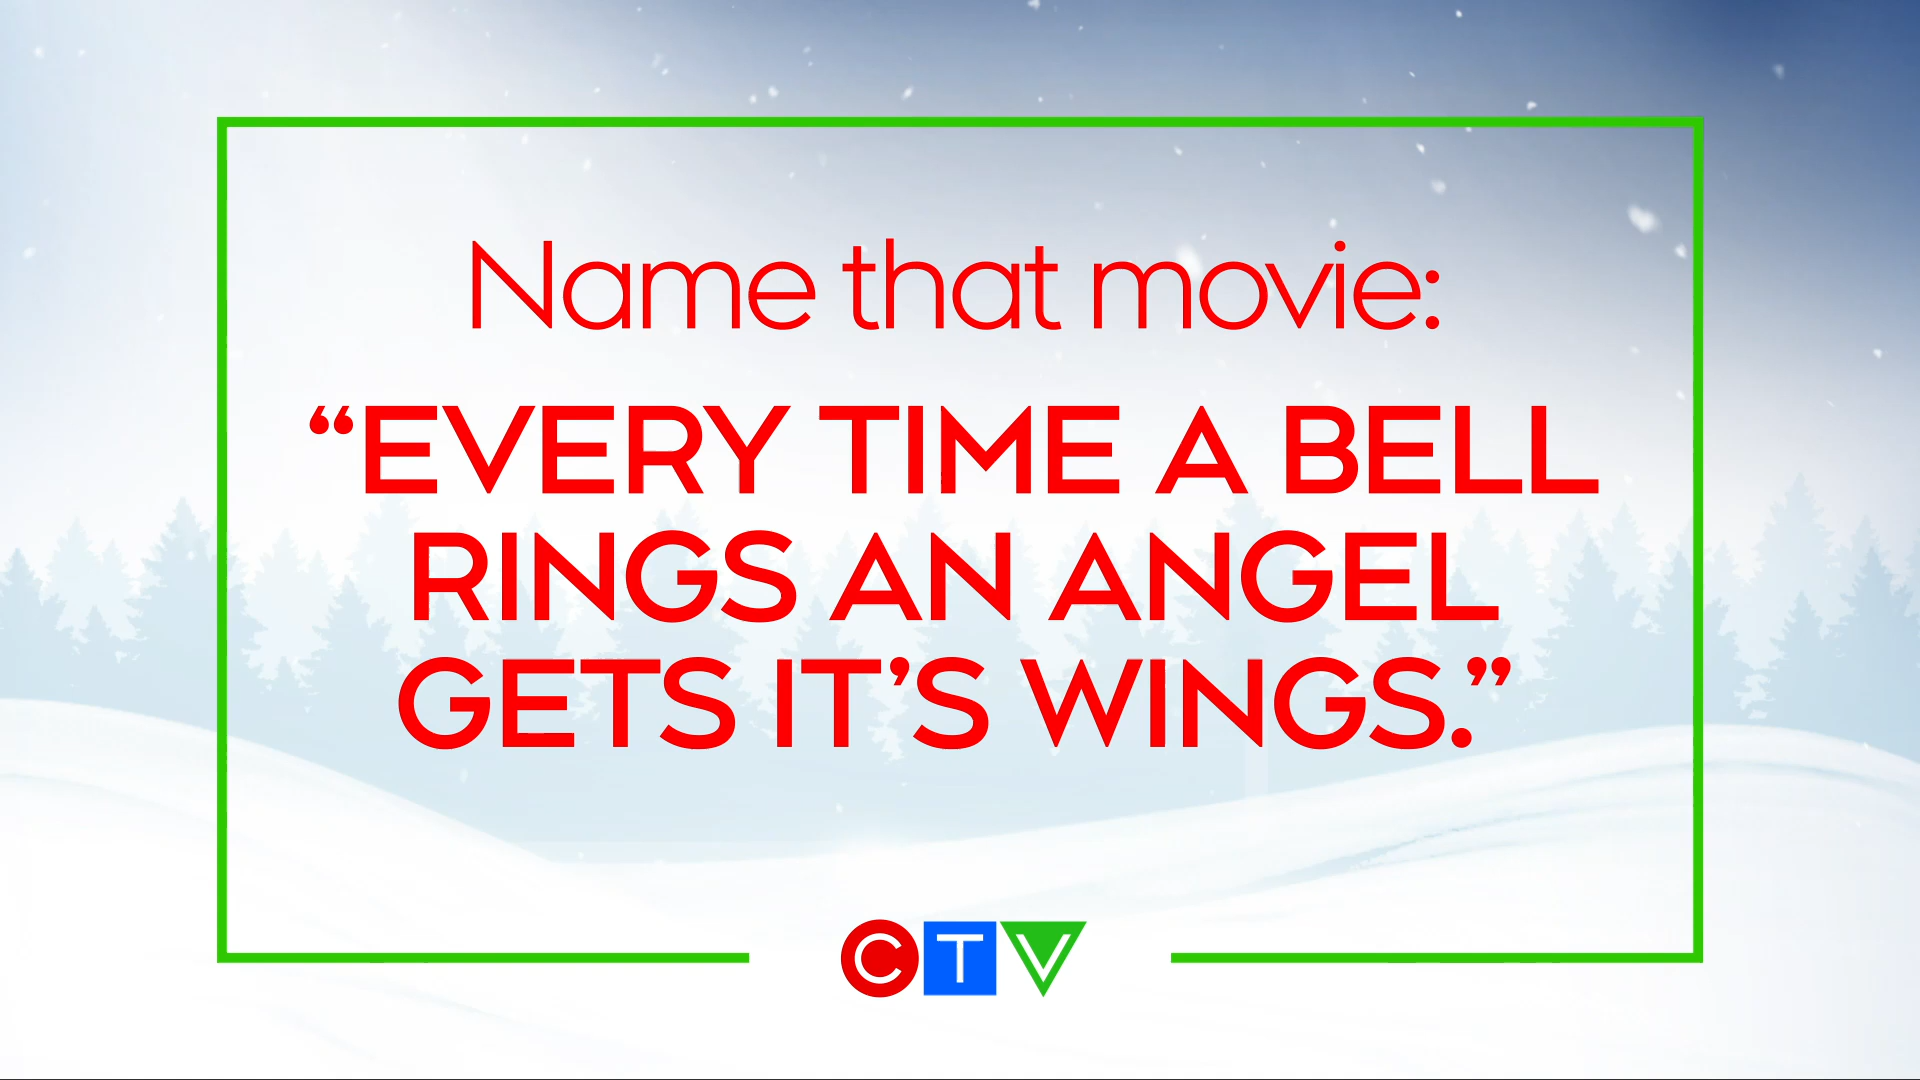 Name that movie:
“EVERY TIME A BELL
RINGS AN ANGEL
GETS IT’S WINGS.”
CTV